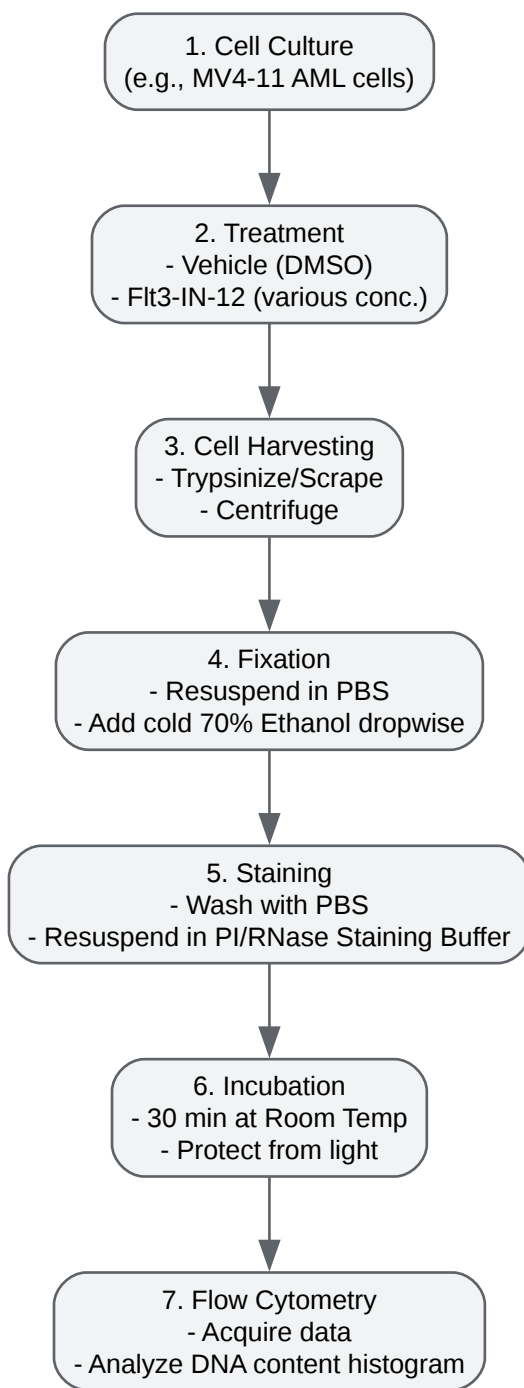 1. Cell Culture
(e.g., MV4-11 AML cells)
2. Treatment
- Vehicle (DMSO)
- Flt3-IN-12 (various conc.)
3. Cell Harvesting
- Trypsinize/Scrape
- Centrifuge
4. Fixation
- Resuspend in PBS
- Add cold 70% Ethanol dropwise
5. Staining
- Wash with PBS
- Resuspend in PI/RNase Staining Buffer
6. Incubation
- 30 min at Room Temp
- Protect from light
7. Flow Cytometry
- Acquire data
- Analyze DNA content histogram